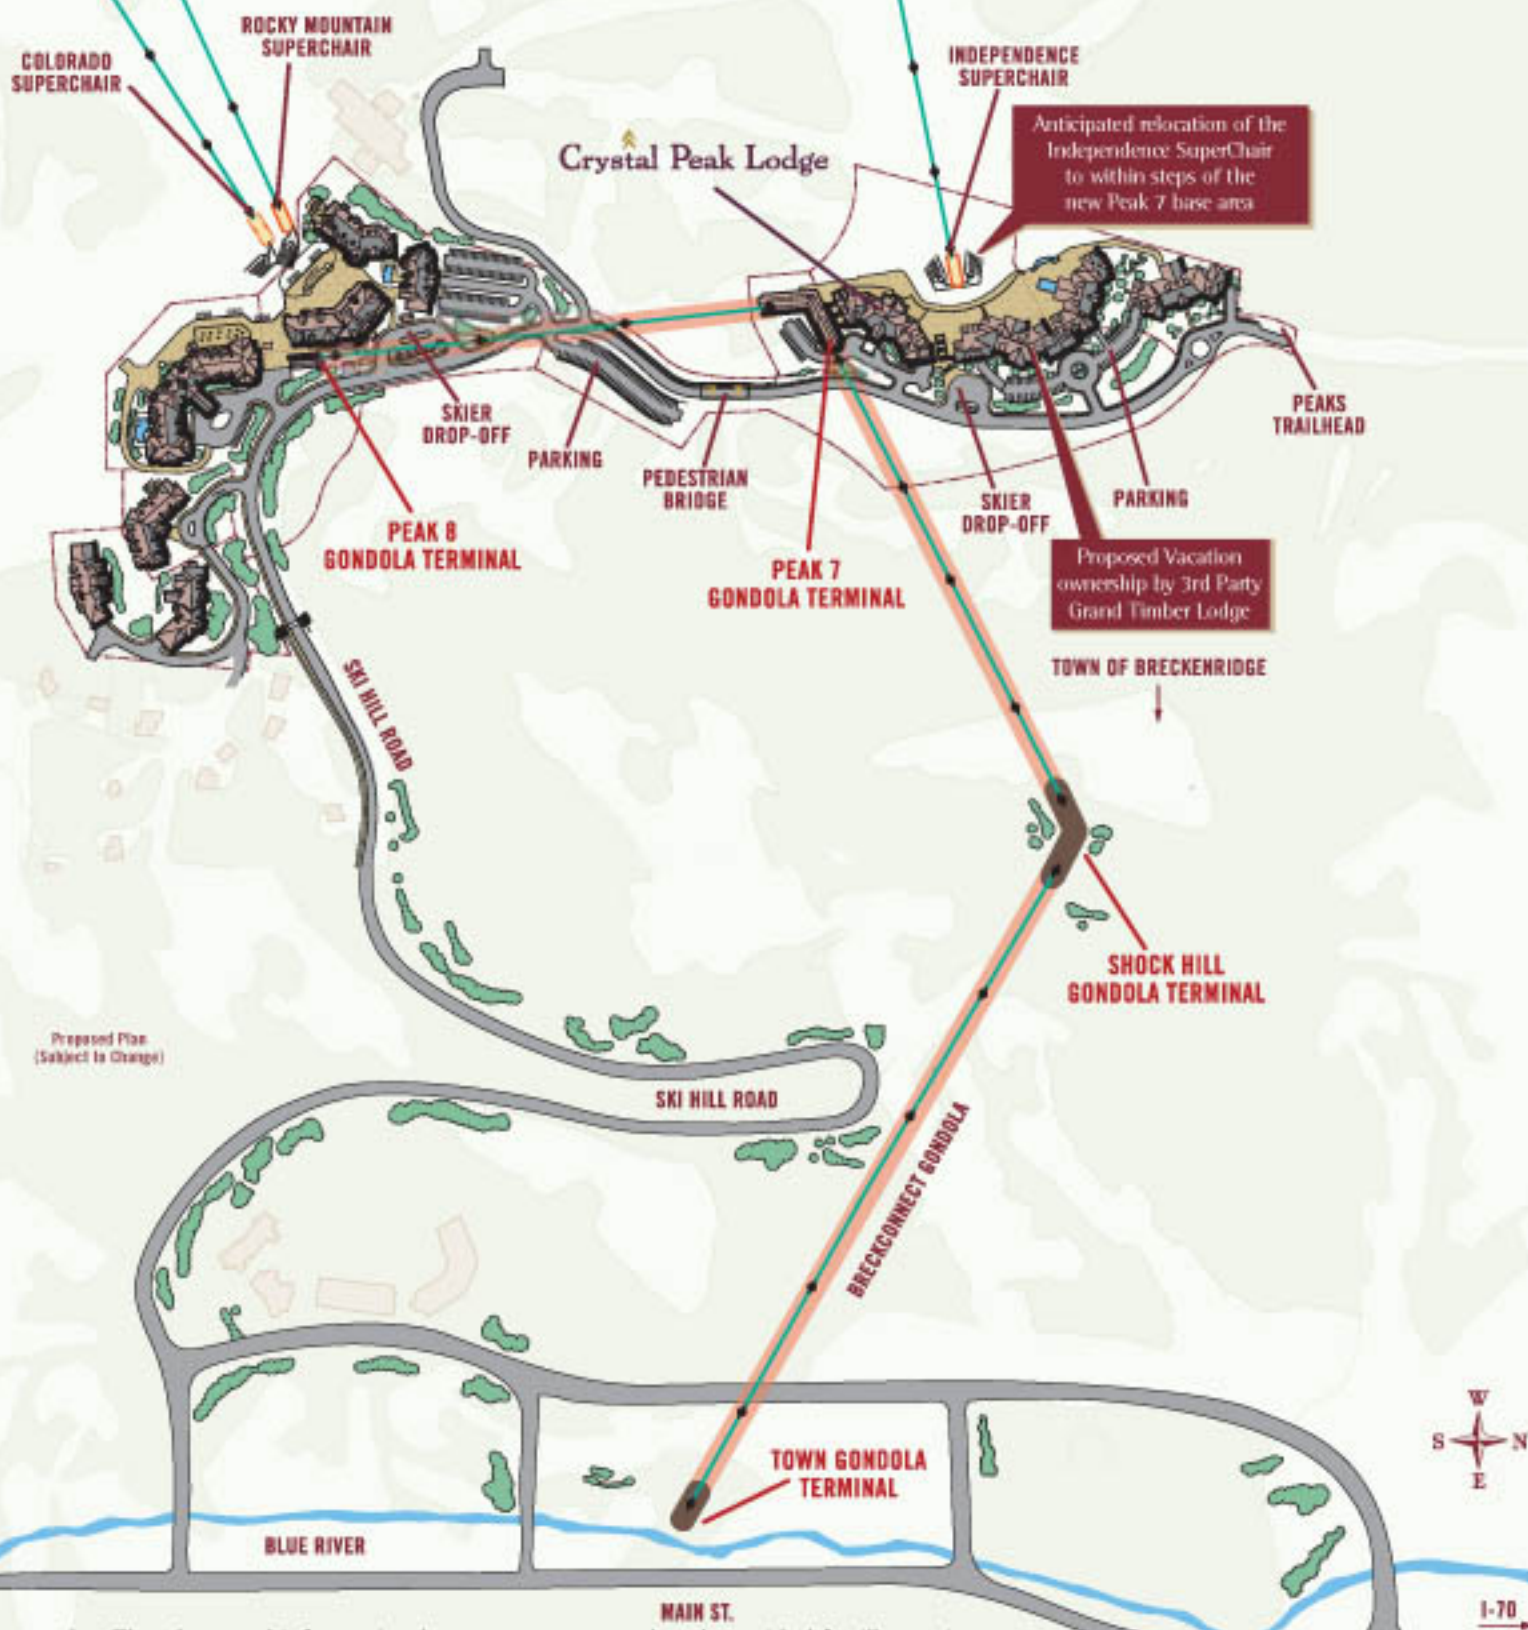 ROCKY MOUNTAIN
SUPERCHAIR
COLORADO
SUPERCHAIR
INDEPENDENCE
SUPERCHAIR
Anticipated relocation of the
Independence SuperChair
to within steps of the
new Peak 7 base area
Crystal Peak Lodge
SKIER
DROP-OFF
PARKING
PEDESTRIAN
BRIDGE
PEAKS
TRAILHEAD
SKIER
DROP-OFF
PARKING
PEAK 8
GONDOLA TERMINAL
PEAK 7
GONDOLA TERMINAL
Proposed Vacation
ownership by 3rd Party
Grand Timber Lodge
TOWN OF BRECKENRIDGE
SKI HILL ROAD
SHOCK HILL
GONDOLA TERMINAL
Proposed Plan
(Subject to Change)
SKI HILL ROAD
BRECKCONNECT GONDOLA
W
S N
E
TOWN GONDOLA
TERMINAL
BLUE RIVER
MAIN ST.
I-70